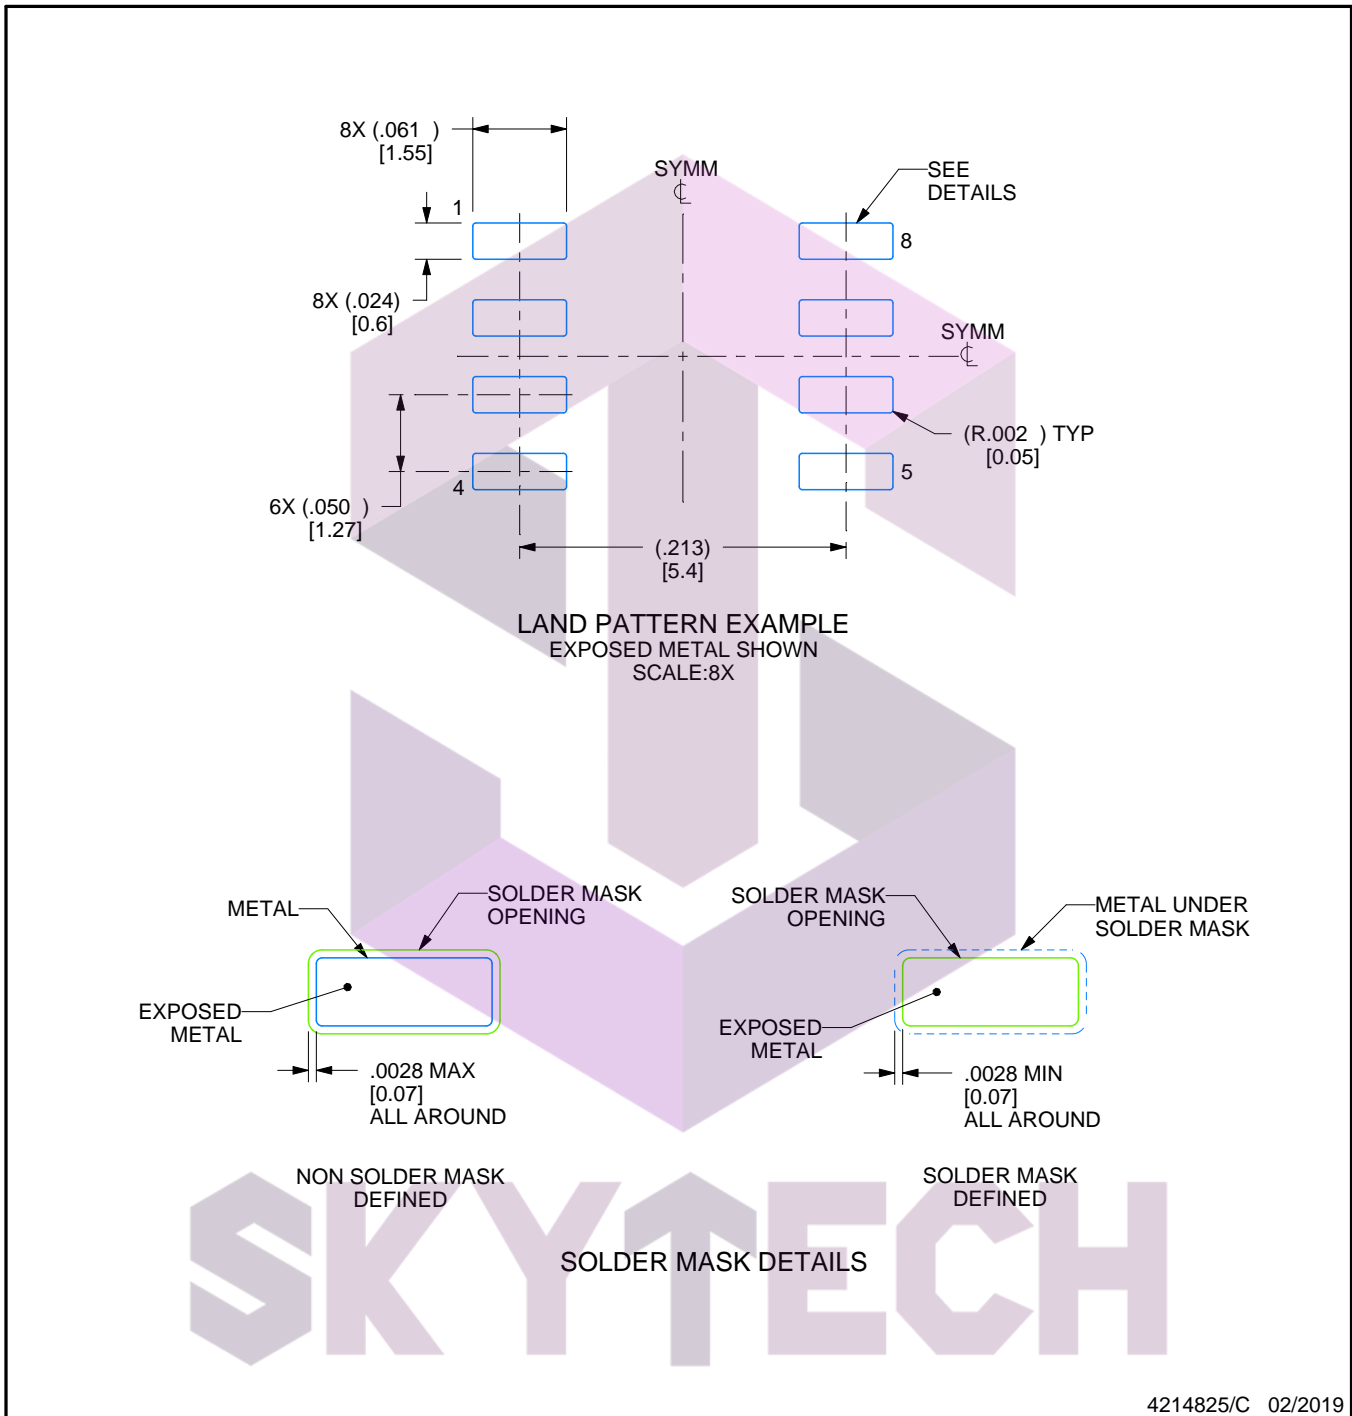 8X (.061  )
[1.55]
SYMM
SEE
DETAILS
1
8
8X (.024)
[0.6]
SYMM
(R.002  ) TYP
[0.05]
4
5
6X (.050  )
[1.27]
(.213)
[5.4]
LAND PATTERN EXAMPLE
EXPOSED METAL SHOWN
SCALE:8X
METAL
SOLDER MASK
OPENING
EXPOSED
METAL
.0028 MAX
[0.07]
ALL AROUND
NON SOLDER MASK
DEFINED
SOLDER MASK
OPENING
METAL UNDER
SOLDER MASK
EXPOSED
METAL
.0028 MIN
[0.07]
ALL AROUND
SOLDER MASK
DEFINED
SKYTECH
SOLDER MASK DETAILS
4214825/C   02/2019